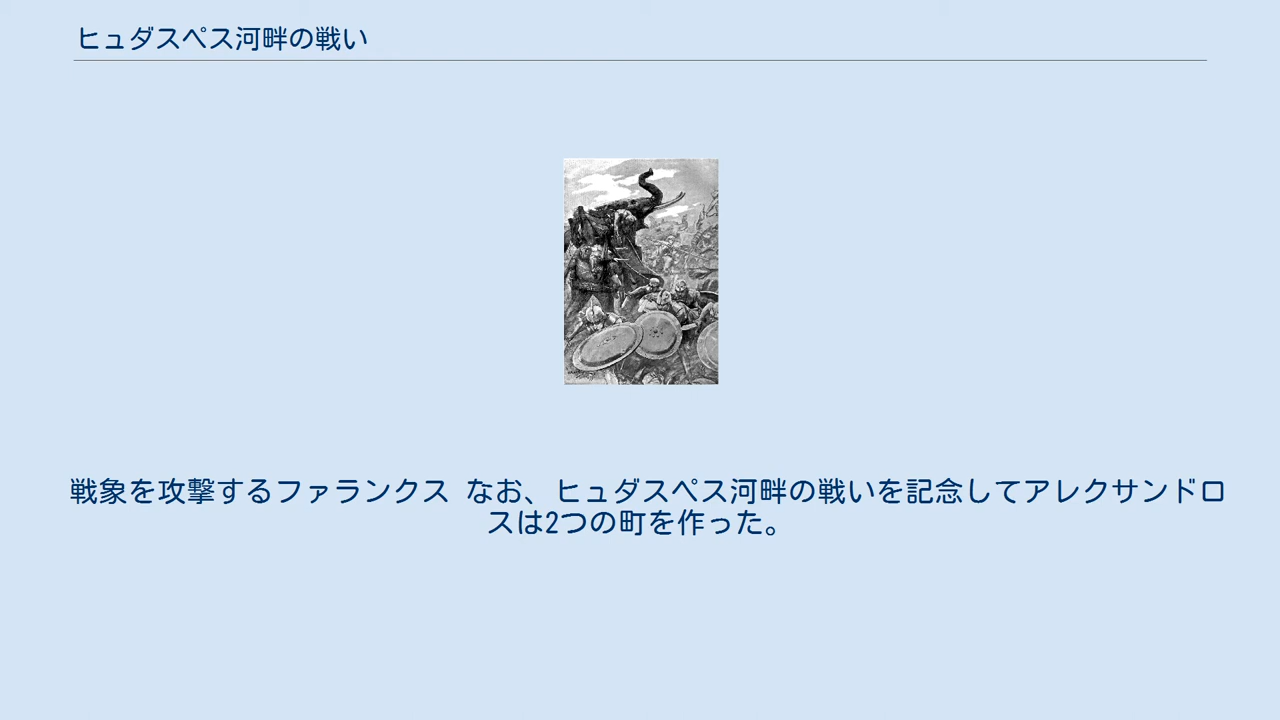 ヒュダスペス河畔の戦い
戦象を攻撃するファランクス なお、ヒュダスペス河畔の戦いを記念してアレクサンドロ
スは2つの町を作った。